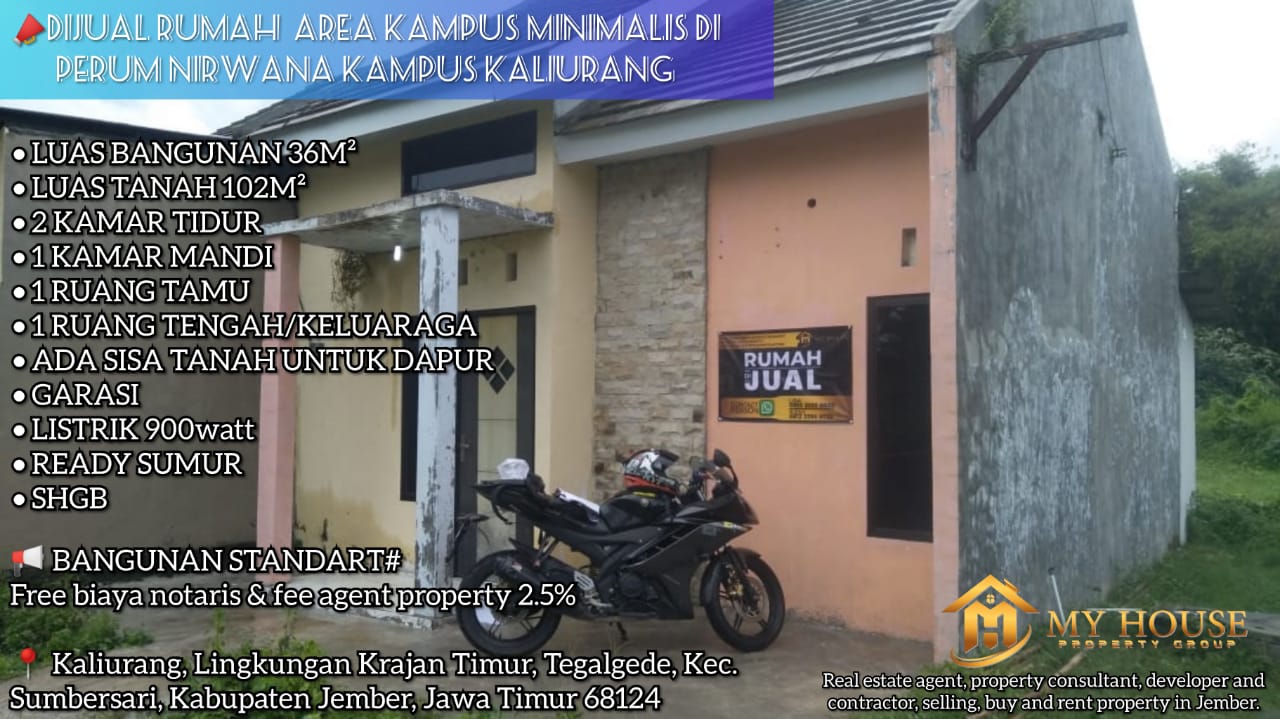 DIJUAL RUMAH AREA KAMPUS MINIMALIS DI
PERUM NIRWANA KAMPUS KALIURANG
• LUAS BANGUNAN 36M²
• LUAS TANAH 102M²
• 2 KAMAR TIDUR
• 1 KAMAR MANDI
• 1 RUANG TAMU
• 1 RUANG TENGAH/KELUARAGA
• ADA SISA TANAH UNTUK DAPUR
• GARASI
• LISTRIK 900watt
• READY SUMUR
• SHGB
BANGUNAN STANDART#
Free biaya notaris & fee agent property 2.5%
Kaliurang, Lingkungan Krajan Timur, Tegalgede, Kec.
Sumbersari, Kabupaten Jember, Jawa Timur 68124
RUMAH
DI
JUAL
CONTACT
PERSON
MY HOUSE
PROPERTY GROUP
Real estate agent, property consultant, developer and
contractor, selling, buy and rent property in Jember.